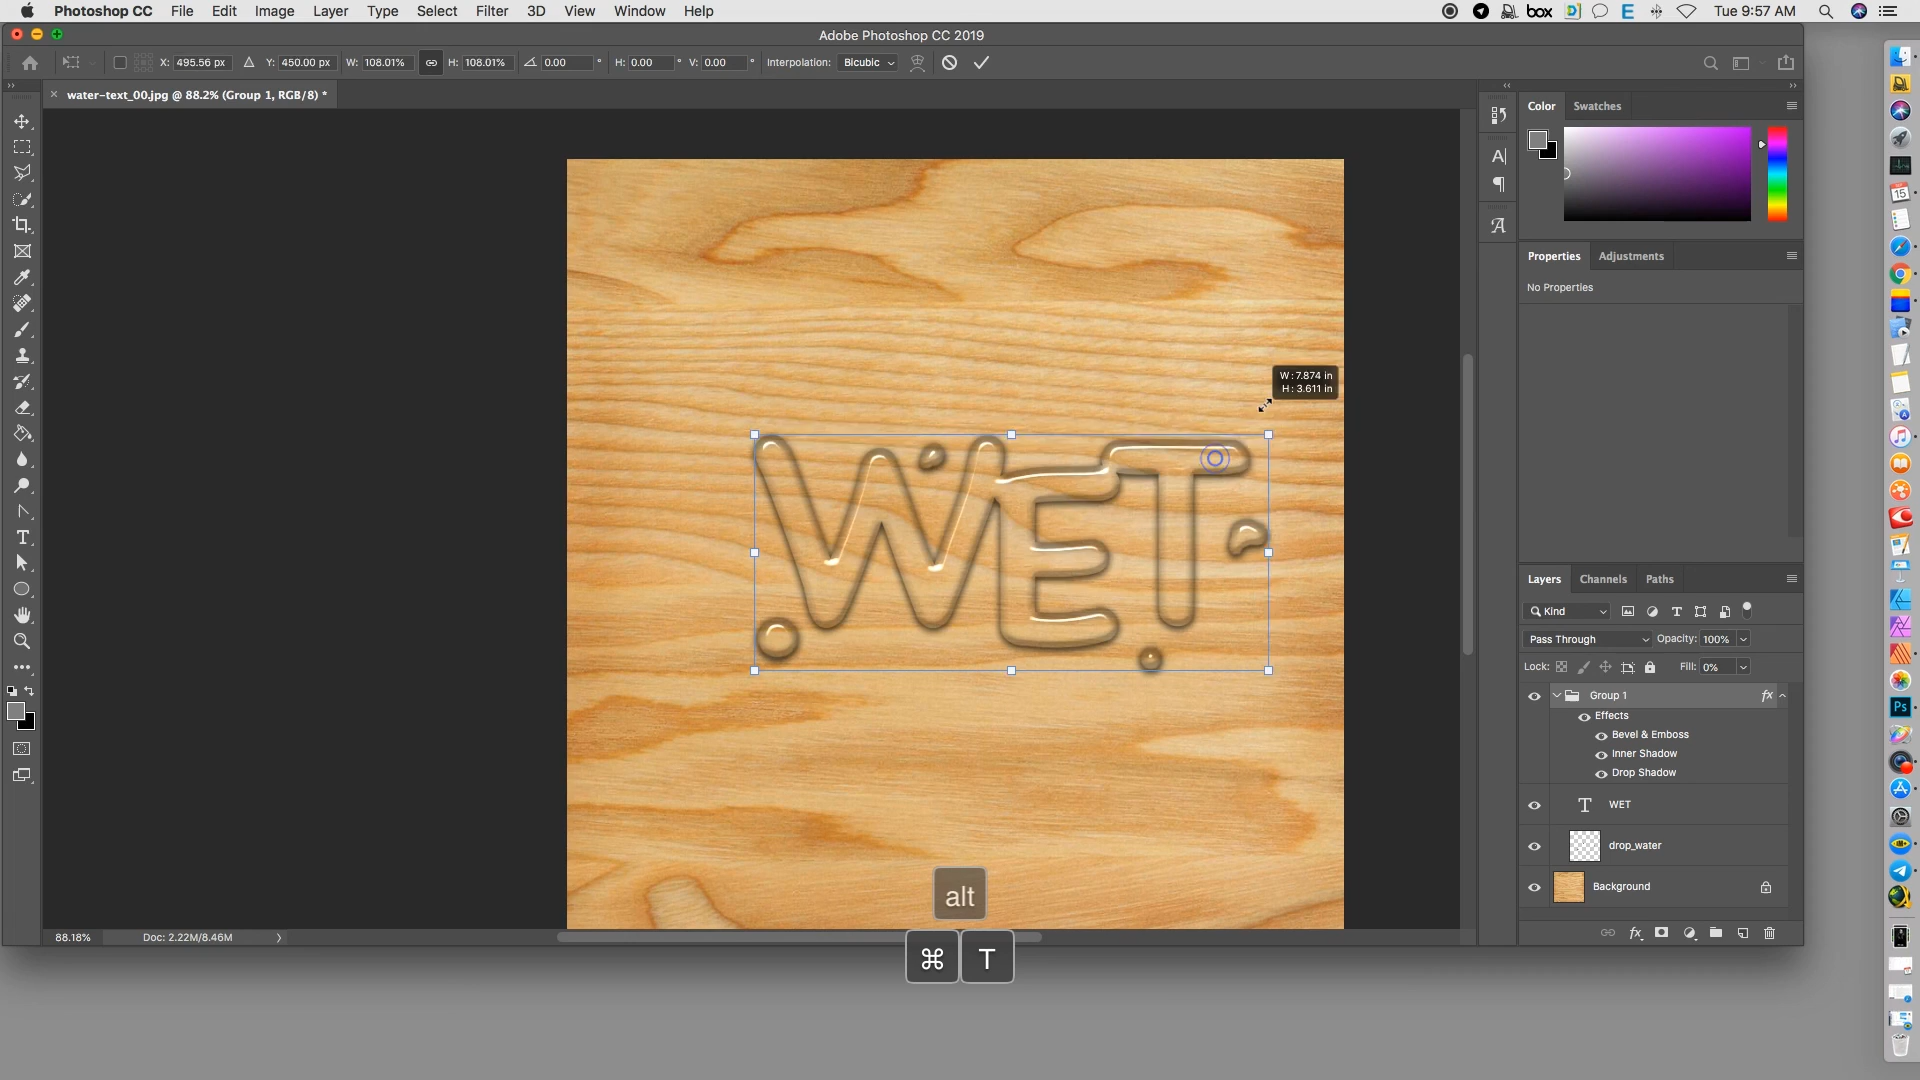 Photoshop CC File Edit Image Layer Type Select Filter 3D View Window Help box Tue 9:57 AM
Adobe Photoshop CC 2019
X: 495.56 px Y: 450.00 px W: 108.01% H: 108.01% 0.00 ° H: 0.00 ° V: 0.00 ° Interpolation: Bicubic
water-text_00.jpg @ 88.2% (Group 1, RGB/8) *
Color Swatches
Properties Adjustments
No Properties
W : 7.874 in
H : 3.611 in
WET
Layers Channels Paths
Kind
Pass Through Opacity: 100%
Lock: Fill: 0%
Group 1 fx
Effects
Bevel & Emboss
Inner Shadow
Drop Shadow
T WET
drop_water
Background
alt
⌘ T
88.18% Doc: 2.22M/8.46M
fx